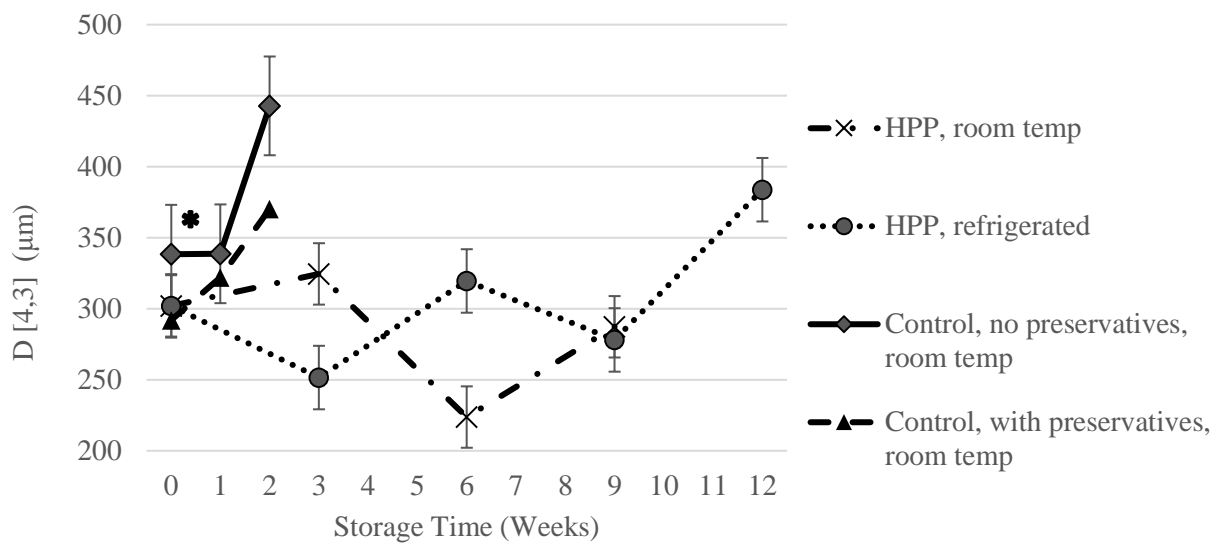 500
450
400
350
300
250
200
D [4,3] (µm)
0 1 2 3 4 5 6 7 8 9 10 11 12
Storage Time (Weeks)
*
HPP, room temp
HPP, refrigerated
Control, no preservatives,
room temp
Control, with preservatives,
room temp